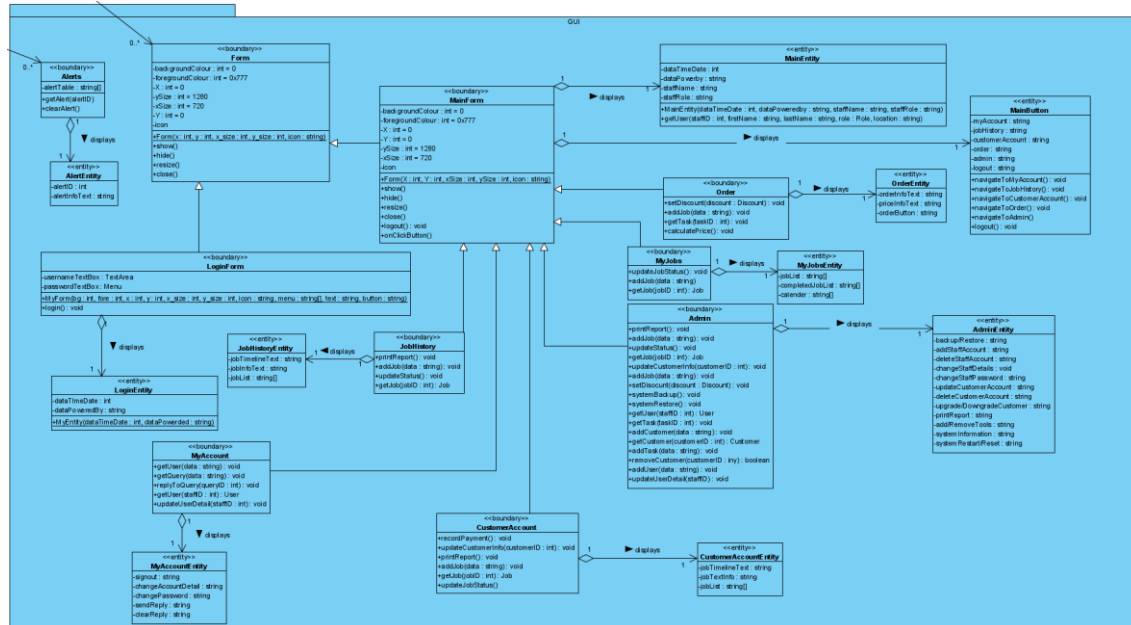 GUI
0..*
0..*
<<boundary>>
Alerts
-alertTable : string[]
+getAlert(alertID)
+clearAlert()
1
displays
1
<<entity>>
AlertEntity
-alertID : int
-alertInfoText : string
<<boundary>>
Form
-backgroundColour : int = 0
-foregroundColour : int = 0x777
-X : int = 0
-ySize : int = 1280
-xSize : int = 720
-Y : int = 0
-icon
+Form(x : int, y : int, x_size : int, y_size : int, icon : string)
+show()
+hide()
+resize()
+close()
<<boundary>>
MainForm
-backgroundColour : int = 0
-foregroundColour : int = 0x777
-X : int = 0
-Y : int = 0
-ySize : int = 1280
-xSize : int = 720
-icon
+Form(X : int, Y : int, xSize : int, ySize : int, icon : string)
+show()
+hide()
+resize()
+close()
+logout() : void
+onClickButton()
1
displays
1
<<entity>>
MainEntity
-dataTimeDate : int
-dataPowerby : string
-staffName : string
-staffRole : string
+MainEntity(dataTimeDate : int, dataPoweredby : string, staffName : string, staffRole : string)
+getUser(staffID : int, firstName : string, lastName : string, role : Role, location : string)
1
displays
1
<<entity>>
MainButton
-myAccount : string
-jobHistory : string
-customerAccount : string
-order : string
-admin : string
-logout : string
+navigateToMyAccount() : void
+navigateToJobHistory() : void
+navigateToCustomerAccount() : void
+navigateToOrder() : void
+navigateToAdmin()
+logout() : void
<<boundary>>
Order
+setDiscount(discount : Discount) : void
+addJob(data : string) : void
+getTask(taskID : int)
+calculatePrice() : void
1
displays
1
<<entity>>
OrderEntity
-orderInfoText : string
-priceInfoText : string
-orderButton : string
<<boundary>>
MyJobs
+updateJobStatus() : void
+addJob(data : string)
+getJob(jobID : int) : Job
1
displays
1
<<entity>>
MyJobsEntity
-jobList : string[]
-completedJobList : string[]
-calender : string[]
<<boundary>>
LoginForm
-usernameTextBox : TextArea
-passwordTextBox : Menu
+MyForm(bg : int, fore : int, x : int, y : int, x_size : int, y_size : int, icon : string, menu : string[], text : string, button : string)
+login() : void
1
displays
1
<<entity>>
LoginEntity
-dataTimeDate : int
-dataPoweredBy : string
+MyEntity(dataTimeDate : int, dataPowerded : string)
<<entity>>
JobHistoryEntity
-jobTimelineText : string
-jobInfoText : string
-jobList : string[]
1
displays
1
<<boundary>>
JobHistory
+printReport() : void
+addJob(data : string) : void
+updateStatus() : void
+getJob(jobID : int) : Job
<<boundary>>
Admin
+printReport() : void
+addJob(data : string) : void
+updateStatus() : void
+getJob(jobID : int) : Job
+updateCustomerInfo(customerID : int) : void
+addJob(data : string) : void
+setDiscount(discount : Discount) : void
+systemBackup() : void
+systemRestore() : void
+getUser(staffID : int) : User
+getTask(taskID : int) : void
+addCustomer(data : string) : void
+getCustomer(customerID : int) : Customer
+addTask(data : string) : void
+removeCustomer(customerID : iny) : boolean
+addUser(data : string) : void
+updateUserDetail(staffID) : void
1
displays
1
<<entity>>
AdminEntity
-backup/Restore : string
-addStaffAccount : string
-deleteStaffAccount : string
-changeStaffDetails : void
-changeStaffPassword : string
-updateCustomerAccount : string
-deleteCustomerAccount : string
-upgrade/DowngradeCustomer : string
-printReport : string
-add/RemoveTools : string
-systemInformation : string
-systemRestart/Reset : string
<<boundary>>
MyAccount
+getUser(data : string) : void
+getQuery(data : string) : void
+replyToQuery(queryID : int) : void
+getUser(staffID : int) : User
+updateUserDetail(staffID : int) : void
1
displays
1
<<entity>>
MyAccountEntity
-signout : string
-changeAccountDetail : string
-changePassword : string
-sendReply : string
-clearReply : string
<<boundary>>
CustomerAccount
+recordPayment() : void
+updateCustomerInfo(customerID : int) : void
+printReport() : void
+addJob(data : string) : void
+getJob(jobID : int) : Job
+updateJobStatus()
1
displays
1
<<entity>>
CustomerAccountEntity
-jobTimelineText : string
-jobTextInfo : string
-jobList : string[]